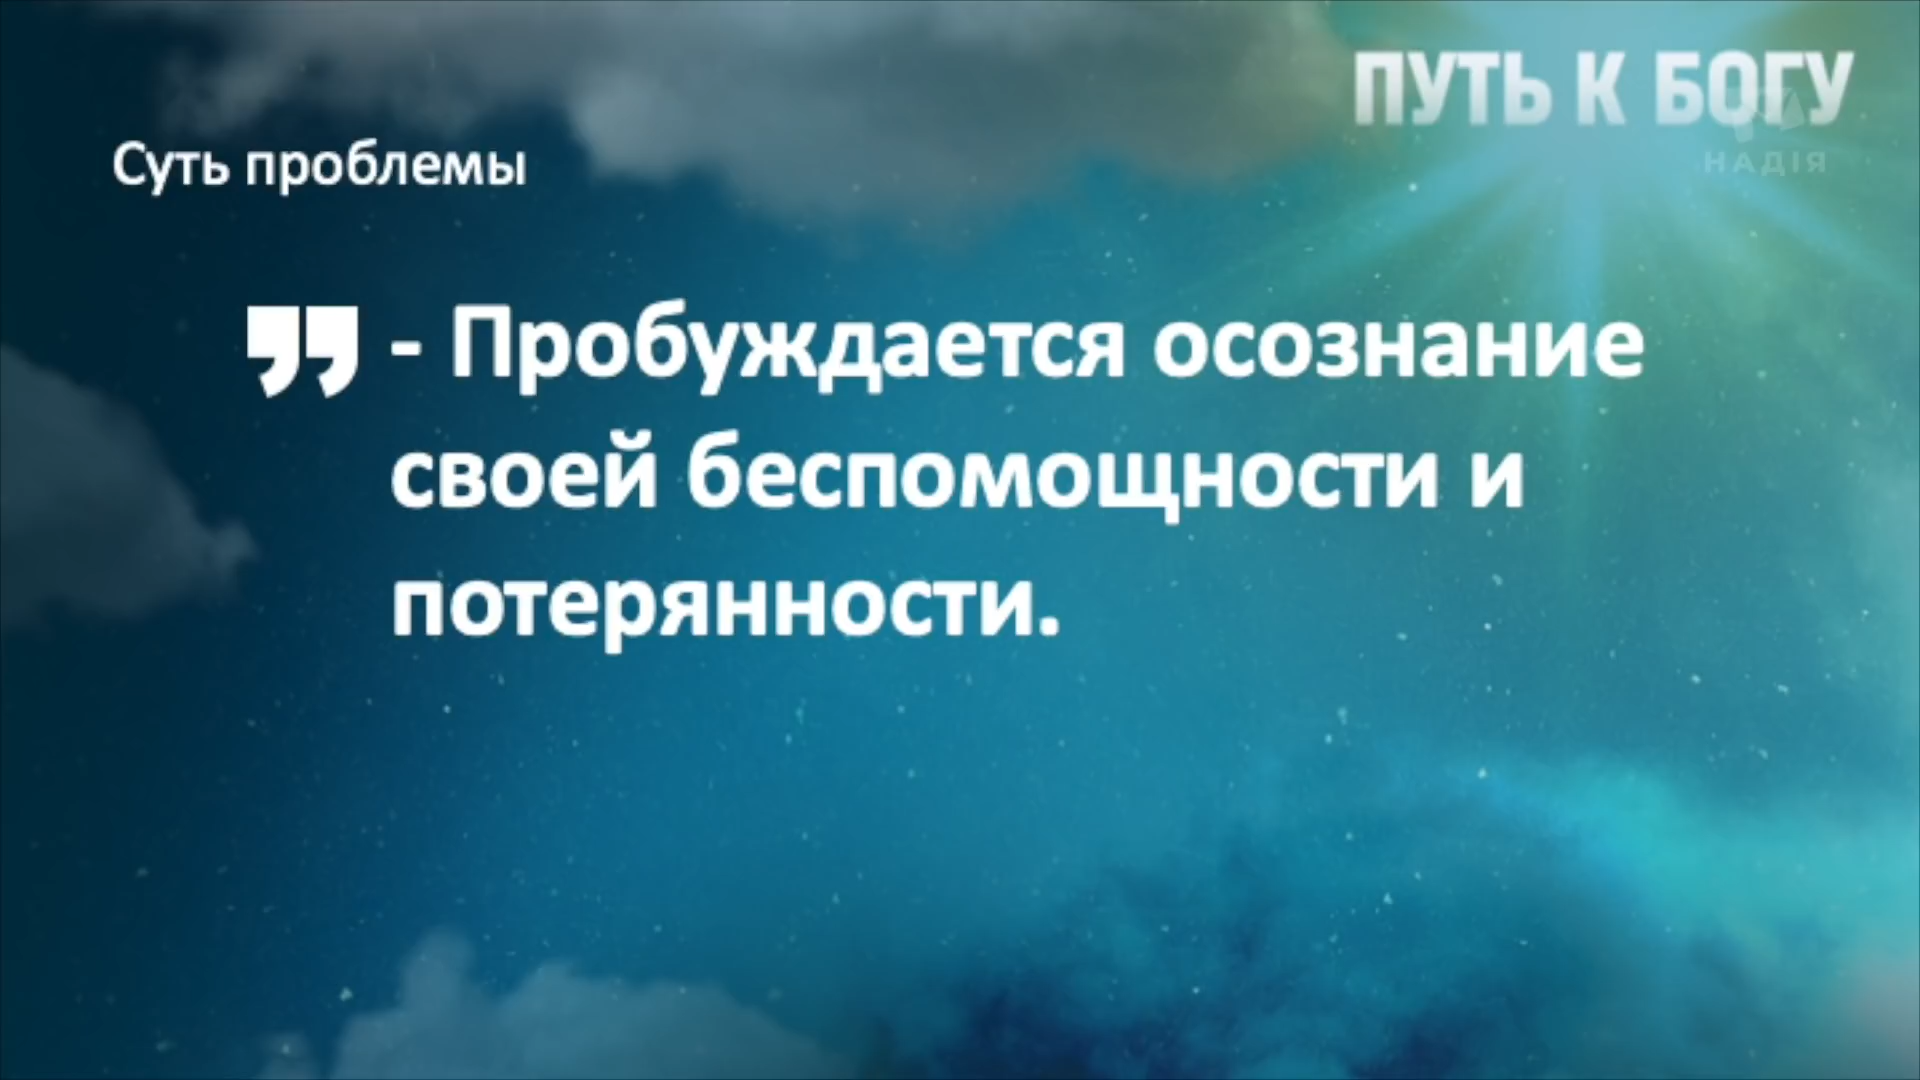 ПУТЬ К БОГУ
НАДІЯ
Суть проблемы
❞ - Пробуждается осознание
своей беспомощности и
потерянности.